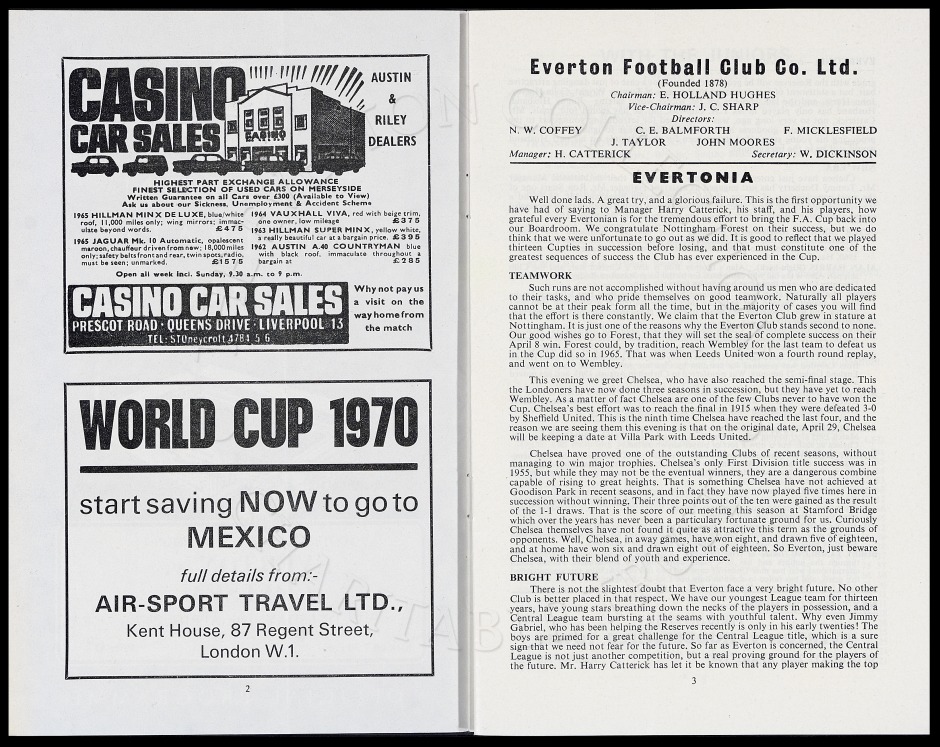 CASINO
CAR SALES
CASINO
AUSTIN
&
RILEY
DEALERS
HIGHEST PART EXCHANGE ALLOWANCE
FINEST SELECTION OF USED CARS ON MERSEYSIDE
Written Guarantee on all Cars over £300 (Available to View)
Ask us about our Sickness, Unemployment & Accident Scheme
1965 HILLMAN MINX DE LUXE, blue/white
roof, 11,000 miles only; wing mirrors; immac-
ulate beyond words. £475
1965 JAGUAR Mk. 10 Automatic, opalescent
maroon, chauffeur driven from new; 18,000 miles
only; safety belts front and rear, twin spots, radio,
must be seen; unmarked. £1575
1964 VAUXHALL VIVA, red with beige trim,
one owner, low mileage £375
1963 HILLMAN SUPER MINX, yellow white,
a really beautiful car at a bargain price. £395
1962 AUSTIN A.40 COUNTRYMAN blue
with black roof, immaculate throughout a
bargain at £285
Open all week incl. Sunday, 9.30 a.m. to 9 p.m.
CASINO CAR SALES
PRESCOT ROAD · QUEENS DRIVE · LIVERPOOL 13
TEL: STOneycroft 4784 5 6
Why not pay us
a visit on the
way home from
the match
WORLD CUP 1970
start saving NOW to go to
MEXICO
full details from:-
AIR-SPORT TRAVEL LTD.,
Kent House, 87 Regent Street,
London W.1.
2
Everton Football Club Co. Ltd.
(Founded 1878)
Chairman: E. HOLLAND HUGHES
Vice-Chairman: J. C. SHARP
Directors:
N. W. COFFEY C. E. BALMFORTH F. MICKLESFIELD
J. TAYLOR JOHN MOORES
Manager: H. CATTERICK Secretary: W. DICKINSON
EVERTONIA
Well done lads. A great try, and a glorious failure. This is the first opportunity we
have had of saying to Manager Harry Catterick, his staff, and his players, how
grateful every Evertonian is for the tremendous effort to bring the F.A. Cup back into
our Boardroom. We congratulate Nottingham Forest on their success, but we do
think that we were unfortunate to go out as we did. It is good to reflect that we played
thirteen Cupties in succession before losing, and that must constitute one of the
greatest sequences of success the Club has ever experienced in the Cup.
TEAMWORK
Such runs are not accomplished without having around us men who are dedicated
to their tasks, and who pride themselves on good teamwork. Naturally all players
cannot be at their peak form all the time, but in the majority of cases you will find
that the effort is there constantly. We claim that the Everton Club grew in stature at
Nottingham. It is just one of the reasons why the Everton Club stands second to none.
Our good wishes go to Forest, that they will set the seal of complete success on their
April 8 win. Forest could, by tradition, reach Wembley for the last team to defeat us
in the Cup did so in 1965. That was when Leeds United won a fourth round replay,
and went on to Wembley.
This evening we greet Chelsea, who have also reached the semi-final stage. This
the Londoners have now done three seasons in succession, but they have yet to reach
Wembley. As a matter of fact Chelsea are one of the few Clubs never to have won the
Cup. Chelsea's best effort was to reach the final in 1915 when they were defeated 3-0
by Sheffield United. This is the ninth time Chelsea have reached the last four, and the
reason we are seeing them this evening is that on the original date, April 29, Chelsea
will be keeping a date at Villa Park with Leeds United.
Chelsea have proved one of the outstanding Clubs of recent seasons, without
managing to win major trophies. Chelsea's only First Division title success was in
1955, but while they may not be the eventual winners, they are a dangerous combine
capable of rising to great heights. That is something Chelsea have not achieved at
Goodison Park in recent seasons, and in fact they have now played five times here in
succession without winning. Their three points out of the ten were gained as the result
of the 1-1 draws. That is the score of our meeting this season at Stamford Bridge
which over the years has never been a particulary fortunate ground for us. Curiously
Chelsea themselves have not found it quite as attractive this term as the grounds of
opponents. Well, Chelsea, in away games, have won eight, and drawn five of eighteen,
and at home have won six and drawn eight out of eighteen. So Everton, just beware
Chelsea, with their blend of youth and experience.
BRIGHT FUTURE
There is not the slightest doubt that Everton face a very bright future. No other
Club is better placed in that respect. We have our youngest League team for thirteen
years, have young stars breathing down the necks of the players in possession, and a
Central League team bursting at the seams with youthful talent. Why even Jimmy
Gabriel, who has been helping the Reserves recently is only in his early twenties! The
boys are primed for a great challenge for the Central League title, which is a sure
sign that we need not fear for the future. So far as Everton is concerned, the Central
League is not just another competition, but a real proving ground for the players of
the future. Mr. Harry Catterick has let it be known that any player making the top
3